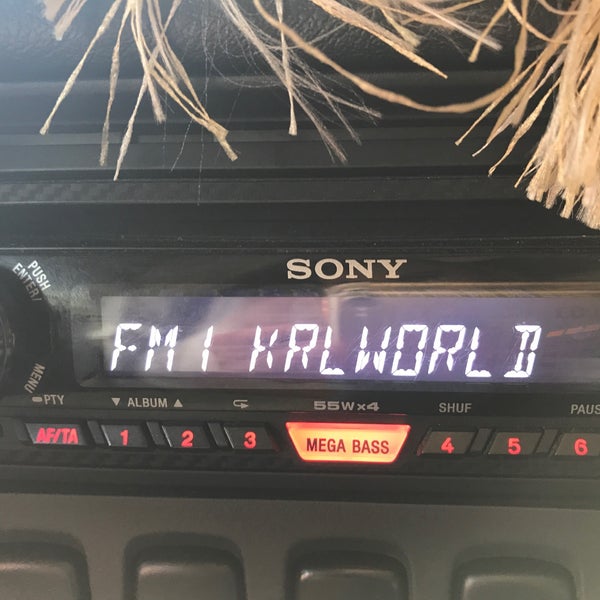 SONY
PUSH
ENTER/
FM1 KRLWORLD
MENU
PTY
▼ ALBUM ▲
55W×4
SHUF
PAUS
AF/TA
1
2
3
MEGA BASS
4
5
6